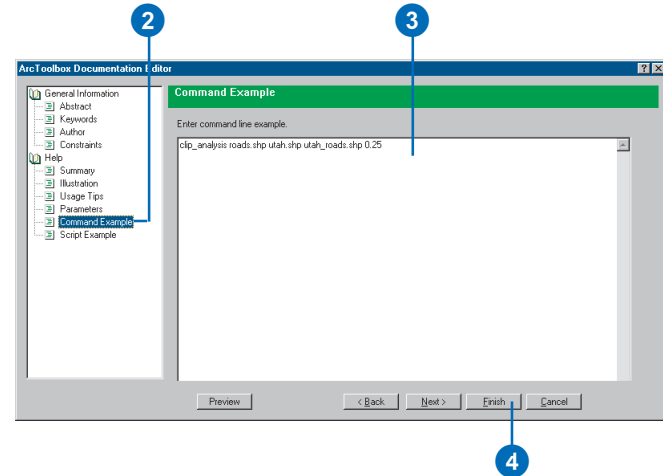 2
3
ArcToolbox Documentation Editor
General Information
Abstract
Keywords
Author
Constraints
Help
Summary
Illustration
Usage Tips
Parameters
Command Example
Script Example
Command Example
Enter command line example.
clip_analysis roads.shp utah.shp utah_roads.shp 0.25
Preview
< Back
Next >
Finish
Cancel
4